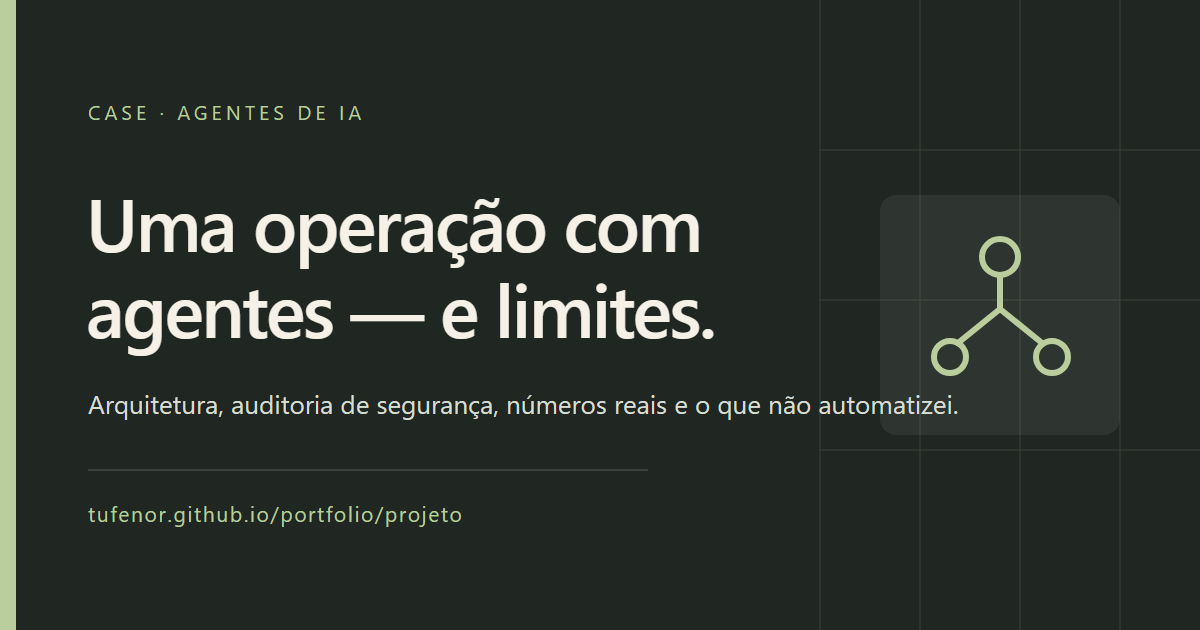 CASE · AGENTES DE IA
Uma operação com
agentes — e limites.
Arquitetura, auditoria de segurança, números reais e o que não automatizei.
tufenor.github.io/portfolio/projeto